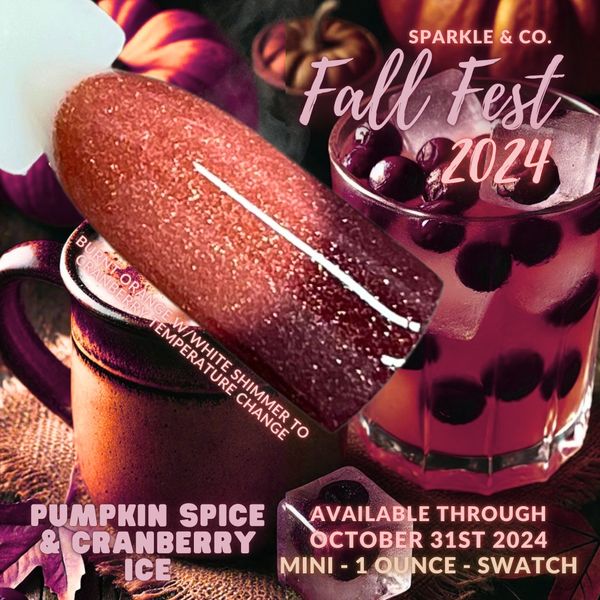 SPARKLE & CO.
Fall Fest
2024
BURNT ORANGE W/WHITE SHIMMER TO
CRANBERRY TEMPERATURE CHANGE
PUMPKIN SPICE
& CRANBERRY
ICE
AVAILABLE THROUGH
OCTOBER 31ST 2024
MINI - 1 OUNCE - SWATCH